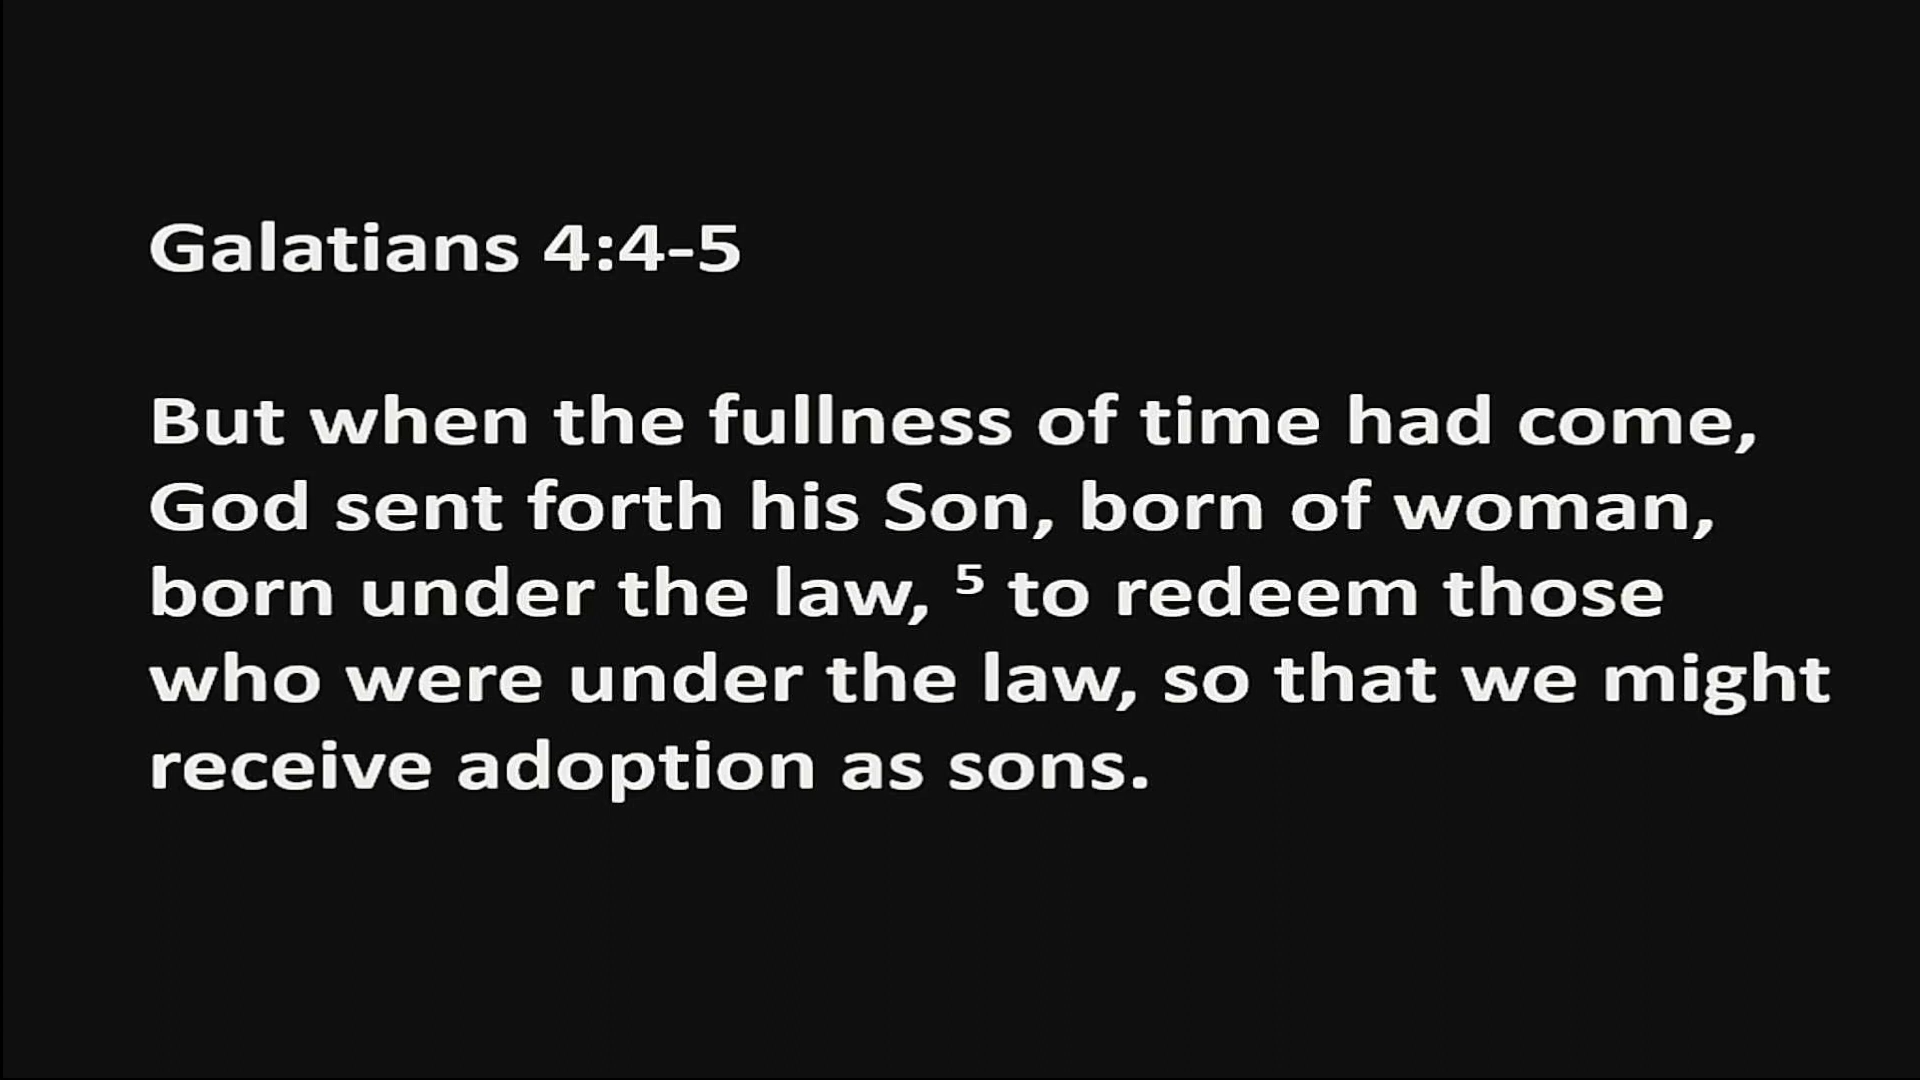 Galatians 4:4-5
But when the fullness of time had come,
God sent forth his Son, born of woman,
born under the law, ⁵ to redeem those
who were under the law, so that we might
receive adoption as sons.